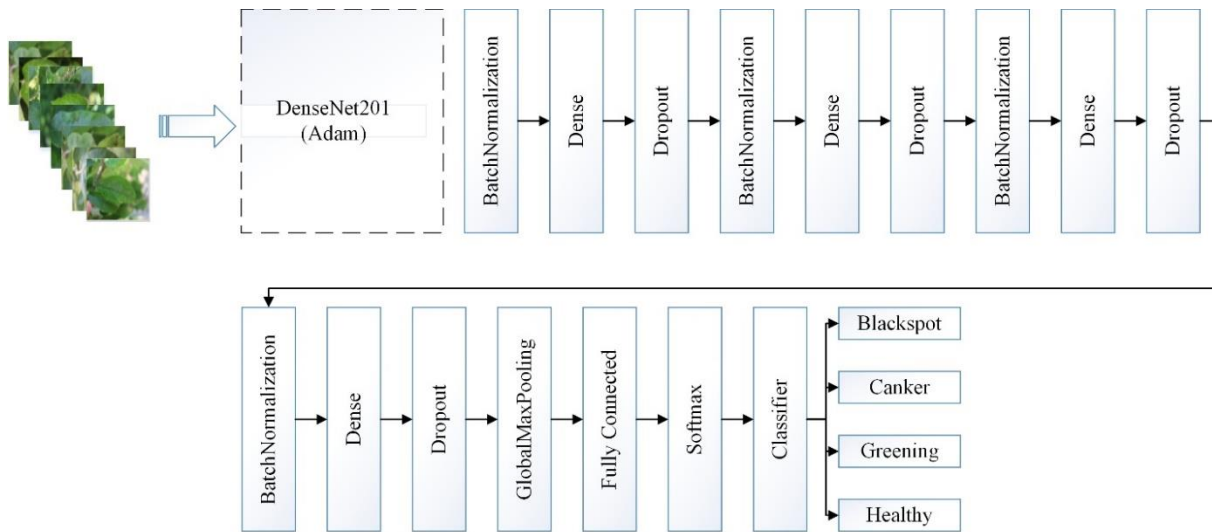 DenseNet201
(Adam)
BatchNormalization
Dense
Dropout
BatchNormalization
Dense
Dropout
BatchNormalization
Dense
Dropout
BatchNormalization
Dense
Dropout
GlobalMaxPooling
Fully Connected
Softmax
Classifier
Blackspot
Canker
Greening
Healthy